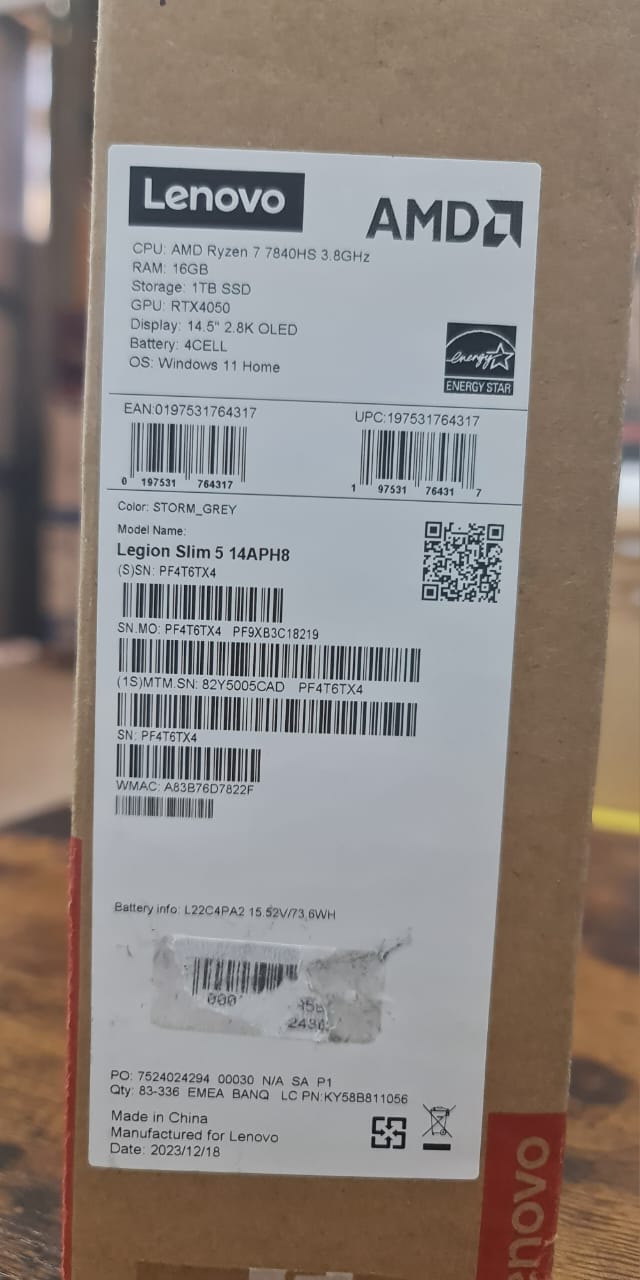 Lenovo
AMD
CPU: AMD Ryzen 7 7840HS 3.8GHz
RAM: 16GB
Storage: 1TB SSD
GPU: RTX4050
Display: 14.5" 2.8K OLED
Battery: 4CELL
OS: Windows 11 Home
energy
ENERGY STAR
EAN:0197531764317 UPC:197531764317
0 197531 764317 1 97531 76431 7
Color: STORM_GREY
Model Name:
Legion Slim 5 14APH8
(S)SN: PF4T6TX4
SN.MO: PF4T6TX4 PF9XB3C18219
(1S)MTM.SN: 82Y5005CAD PF4T6TX4
SN: PF4T6TX4
WMAC: A83B76D7822F
Battery info: L22C4PA2 15.52V/73.6WH
000
2434
PO: 7524024294 00030 N/A SA P1
Qty: 83-336 EMEA BANQ LC PN:KY58B811056
Made in China
Manufactured for Lenovo
Date: 2023/12/18
novo